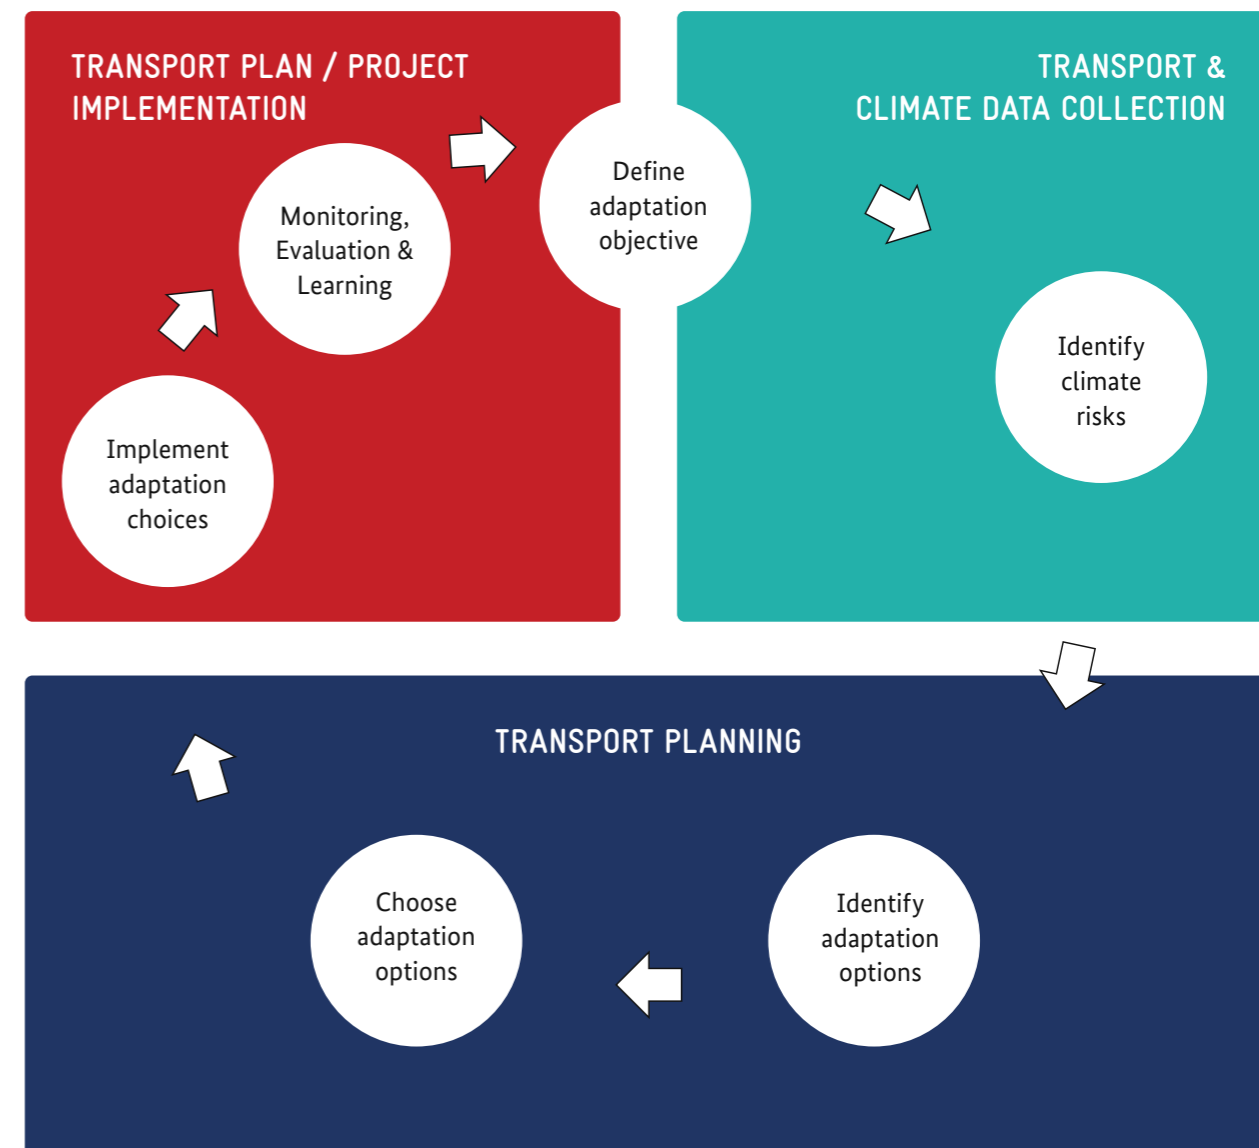 TRANSPORT PLAN / PROJECT
IMPLEMENTATION
Monitoring,
Evaluation &
Learning
Implement
adaptation
choices
Define
adaptation
objective
TRANSPORT &
CLIMATE DATA COLLECTION
Identify
climate
risks
TRANSPORT PLANNING
Choose
adaptation
options
Identify
adaptation
options